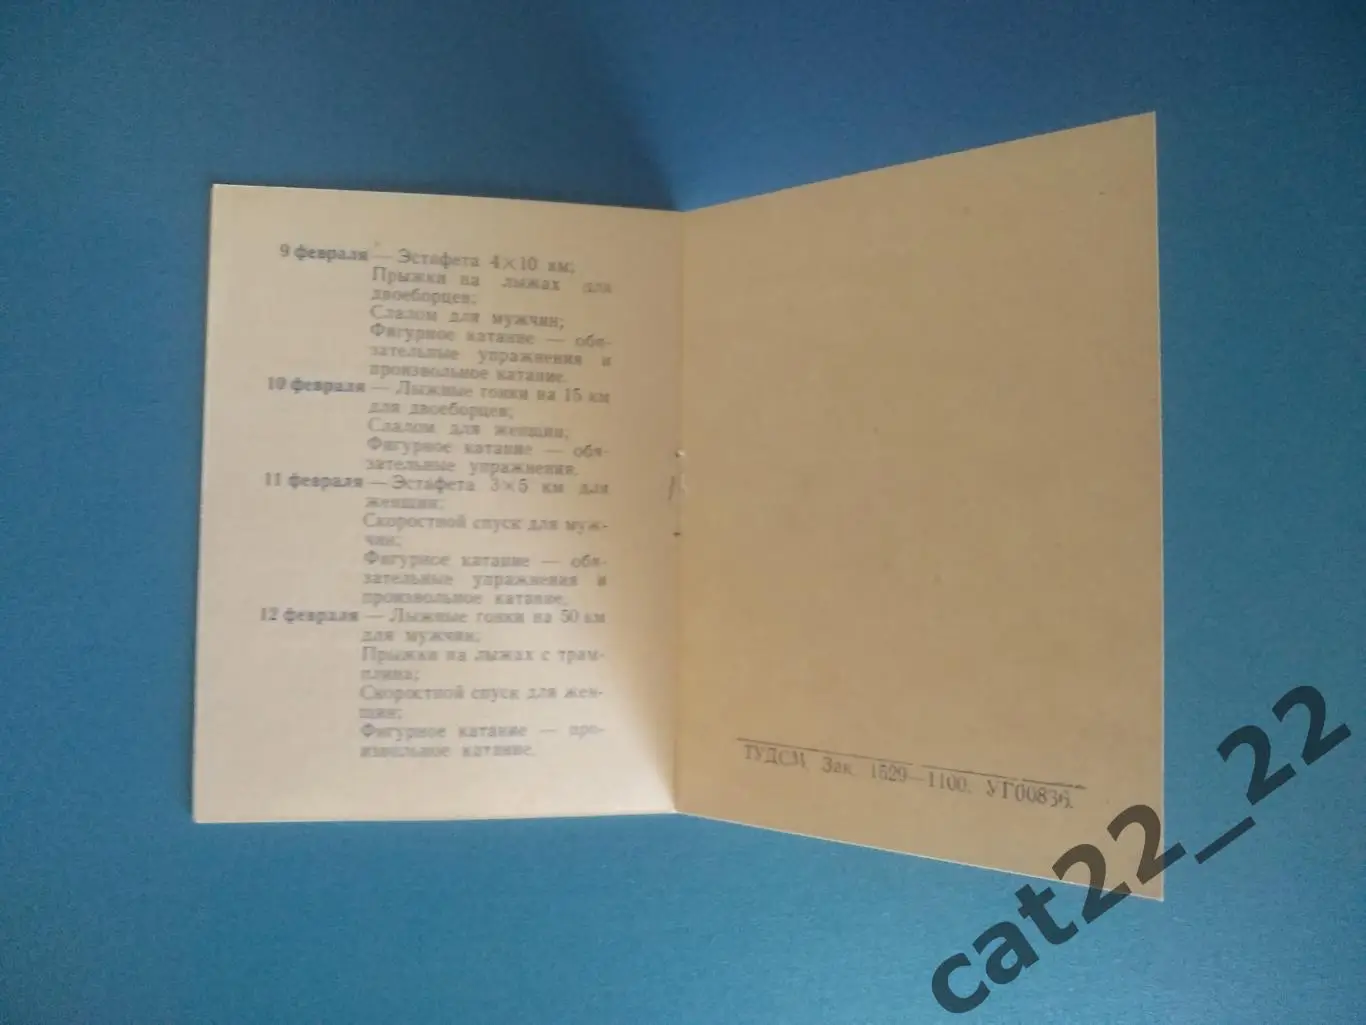 9 февраля — Эстафета 4×10 км;
Прыжки на лыжах для
двоеборцев;
Слалом для мужчин;
Фигурное катание — обя-
зательные упражнения и
произвольное катание.
10 февраля — Лыжные гонки на 15 км
для двоеборцев;
Слалом для женщин;
Фигурное катание — обя-
зательные упражнения.
11 февраля — Эстафета 3×5 км для
женщин;
Скоростной спуск для муж-
чин;
Фигурное катание — обя-
зательные упражнения и
произвольное катание.
12 февраля — Лыжные гонки на 50 км
для мужчин;
Прыжки на лыжах с трам-
плина;
Скоростной спуск для жен-
щин;
Фигурное катание — про-
извольное катание.
ТУДСМ. Зак. 1529—1100. УГ00836.
cat22_22